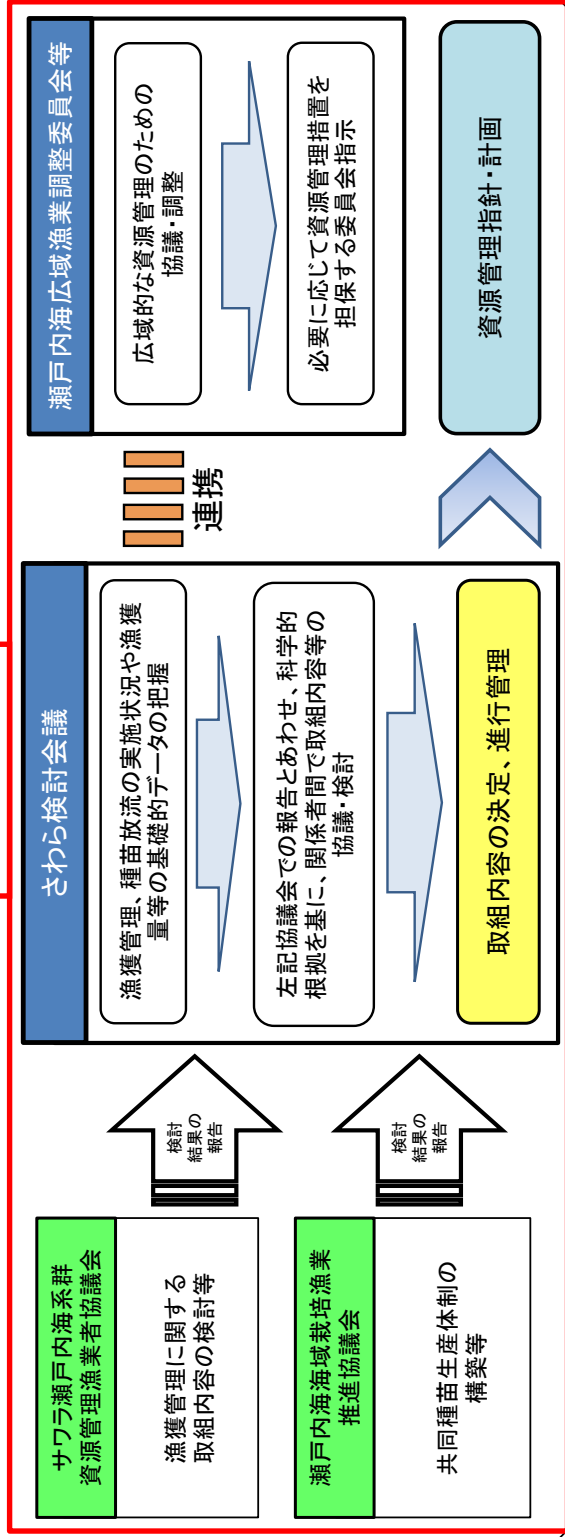 サワラ瀬戸内海系群
資源管理漁業者協議会
漁獲管理に関する
取組内容の検討等
瀬戸内海海域栽培漁業
推進協議会
共同種苗生産体制の
構築等
検討
結果の
報告
検討
結果の
報告
さわら検討会議
漁獲管理、種苗放流の実施状況や漁獲
量等の基礎的データの把握
左記協議会での報告とあわせ、科学的
根拠を基に、関係者間で取組内容等の
協議・検討
取組内容の決定、進行管理
連携
瀬戸内海広域漁業調整委員会等
広域的な資源管理のための
協議・調整
必要に応じて資源管理措置を
担保する委員会指示
資源管理指針・計画